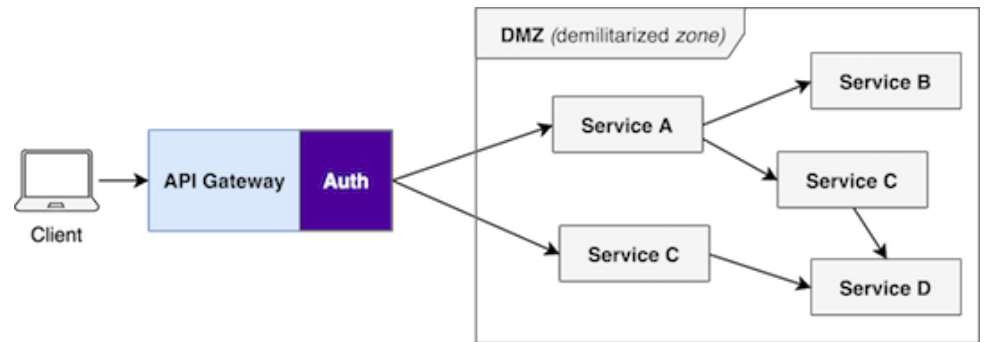 DMZ (demilitarized zone)
Service B
Service A
API Gateway
Auth
Service C
Client
Service C
Service D